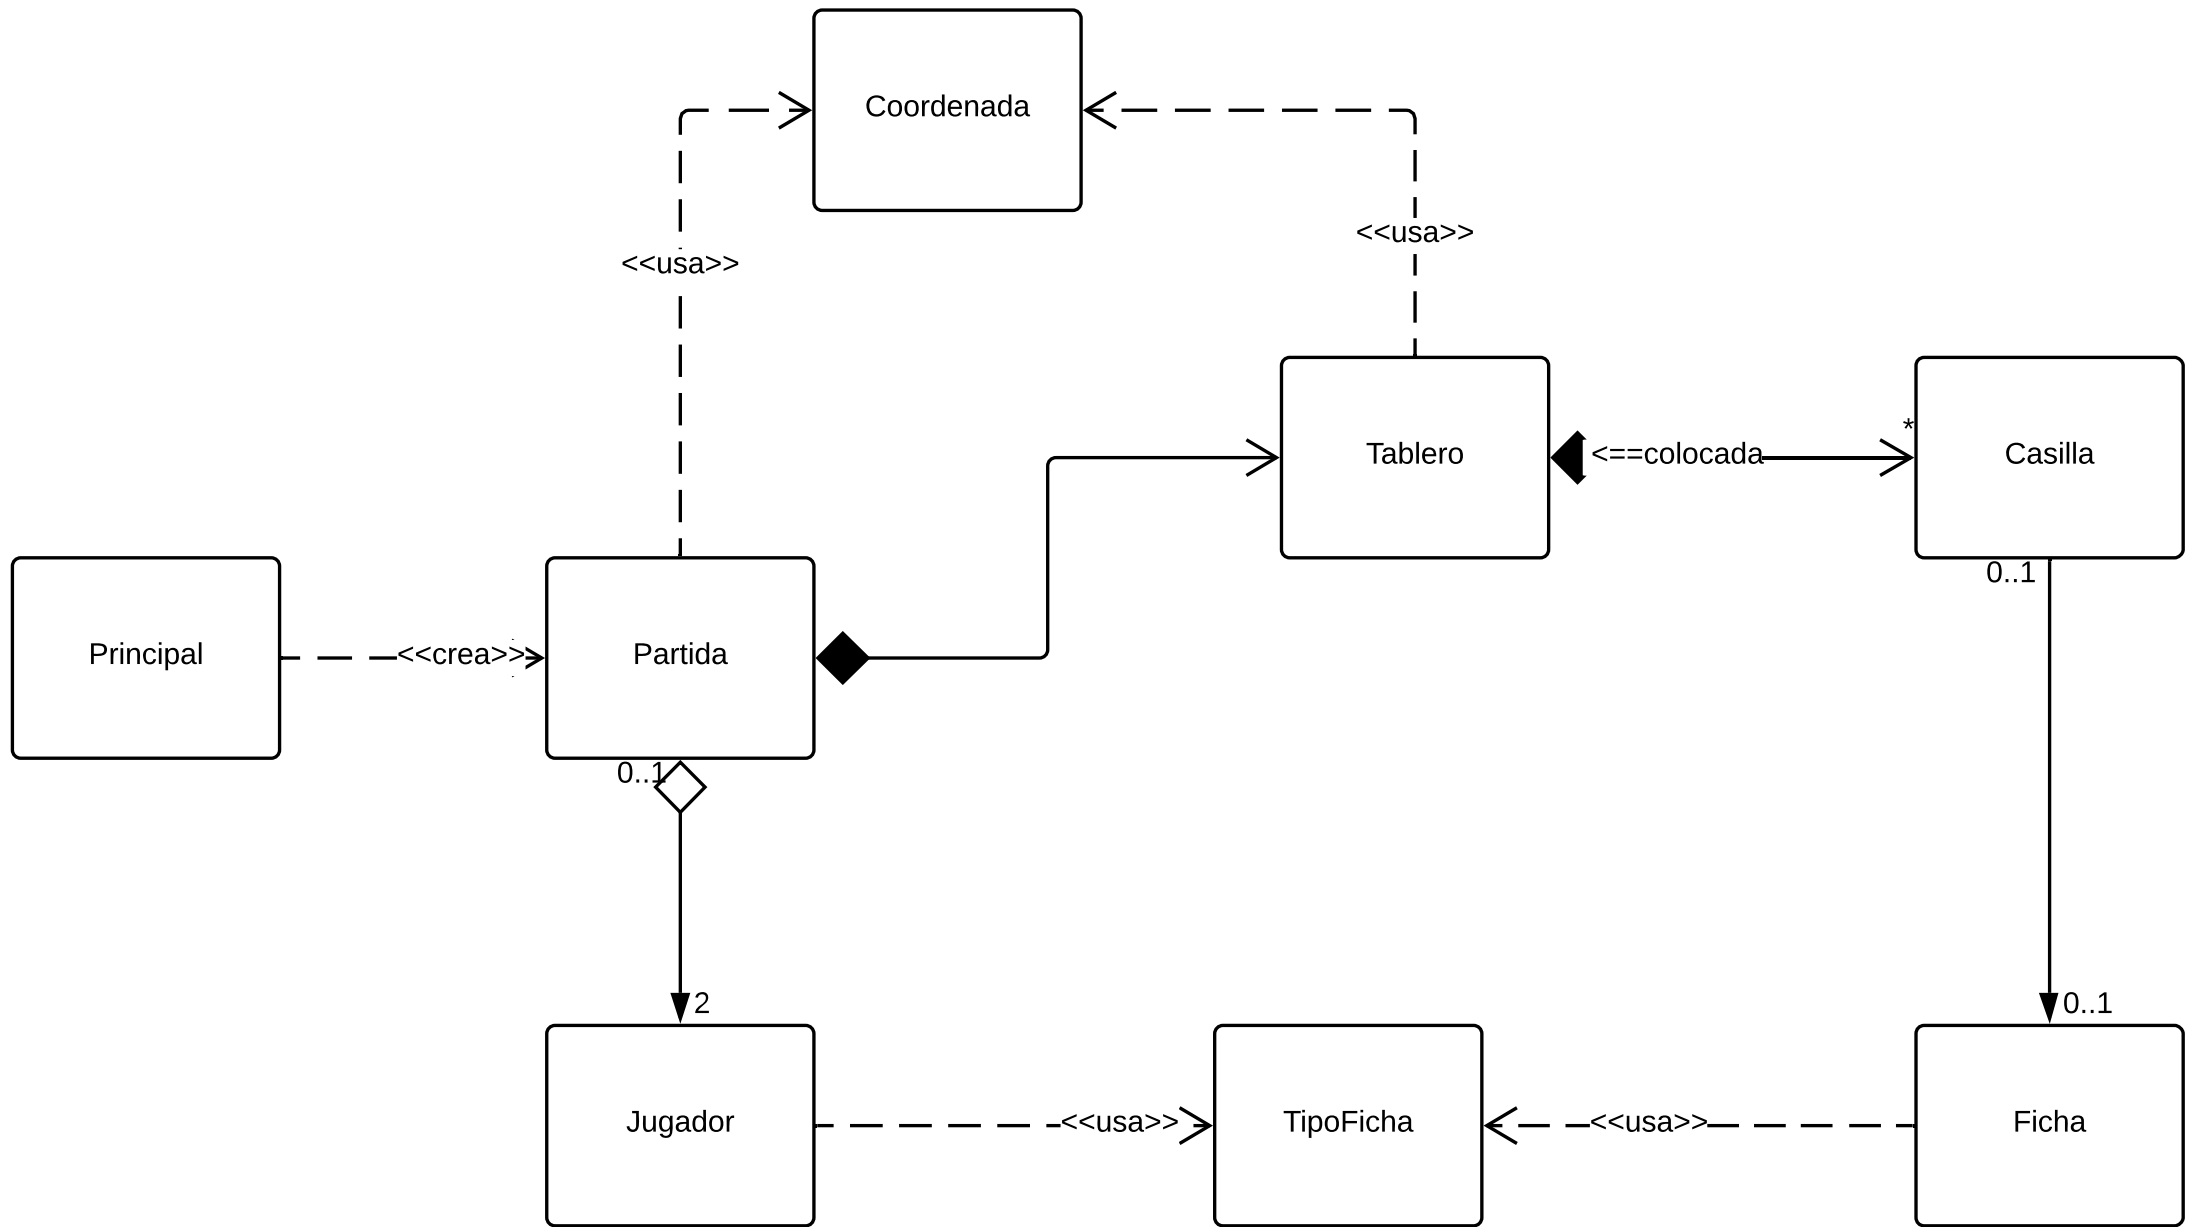 Coordenada
<<usa>>
<<usa>>
Tablero
<==colocada
*
Casilla
0..1
Principal
<<crea>>
Partida
0..1
2
0..1
Jugador
<<usa>>
TipoFicha
<<usa>>
Ficha